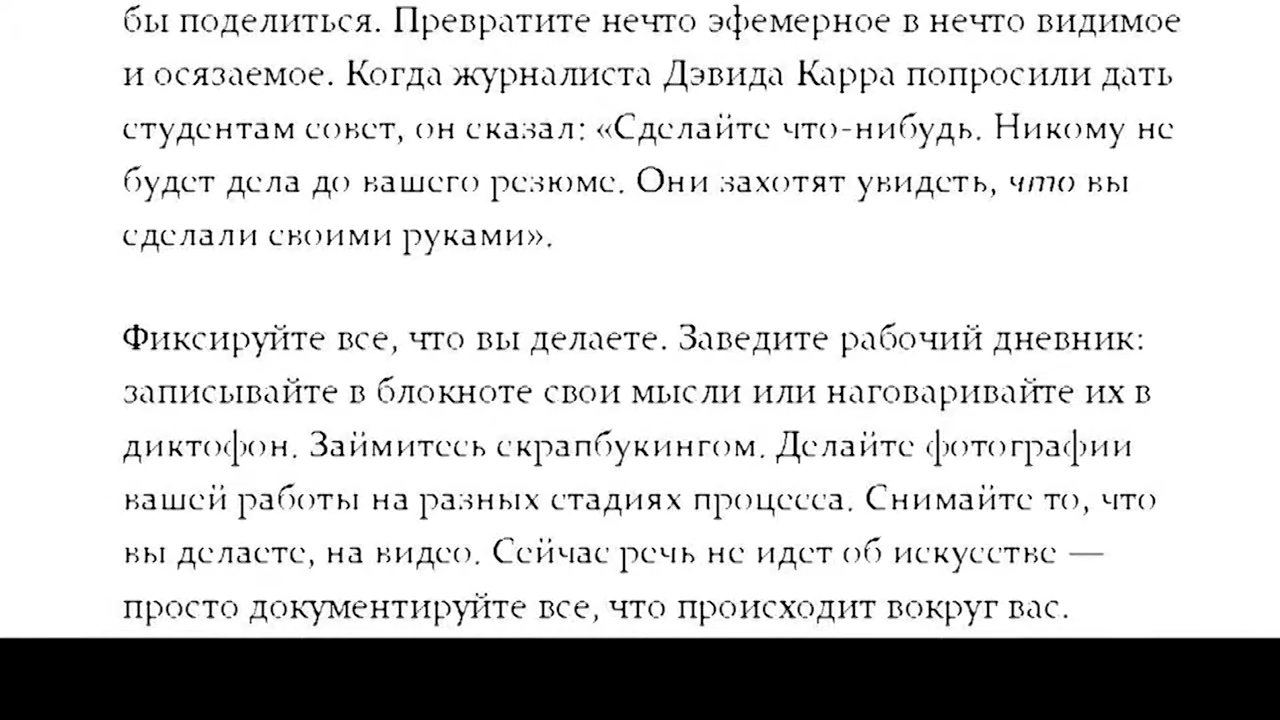 бы поделиться. Превратите нечто эфемерное в нечто видимое
и осязаемое. Когда журналиста Дэвида Карра попросили дать
студентам совет, он сказал: «Сделайте что-нибудь. Никому не
будет дела до вашего резюме. Они захотят увидеть, что вы
сделали своими руками».
Фиксируйте все, что вы делаете. Заведите рабочий дневник:
записывайте в блокноте свои мысли или наговаривайте их в
диктофон. Займитесь скрапбукингом. Делайте фотографии
вашей работы на разных стадиях процесса. Снимайте то, что
вы делаете, на видео. Сейчас речь не идет об искусстве —
просто документируйте все, что происходит вокруг вас.